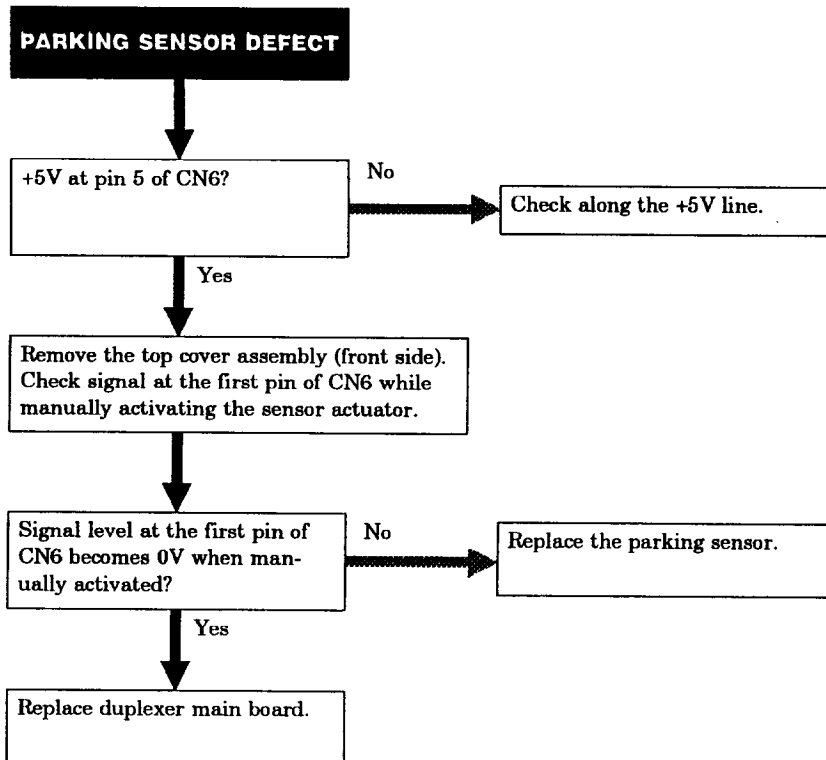 PARKING SENSOR DEFECT
+5V at pin 5 of CN6?
No
Check along the +5V line.
Yes
Remove the top cover assembly (front side).
Check signal at the first pin of CN6 while
manually activating the sensor actuator.
Signal level at the first pin of
CN6 becomes 0V when man-
ually activated?
No
Replace the parking sensor.
Yes
Replace duplexer main board.